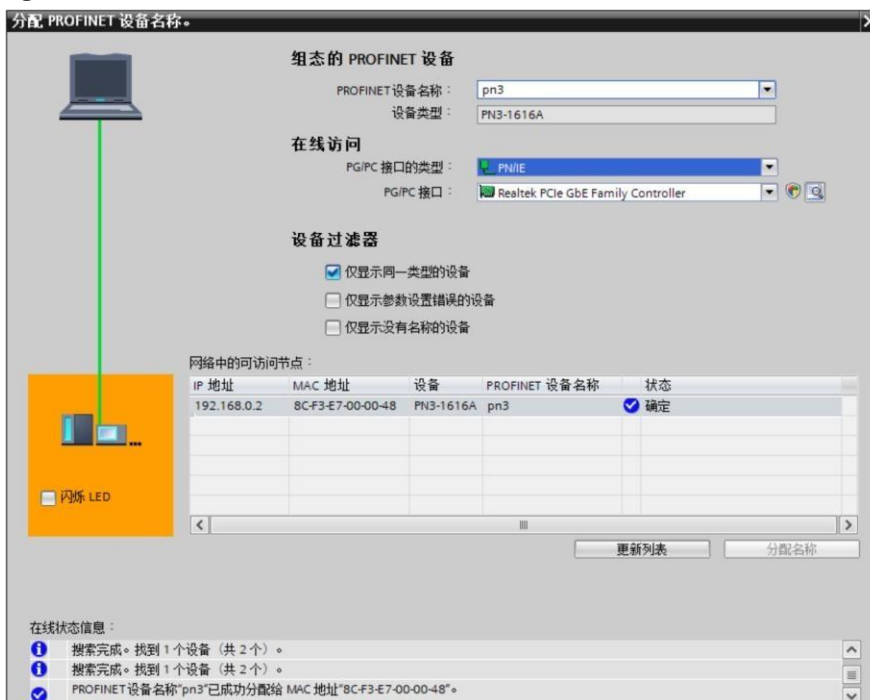 分配 PROFINET 设备名称。
组态的 PROFINET 设备
PROFINET设备名称： pn3
设备类型： PN3-1616A
在线访问
PG/PC 接口的类型： PN/IE
PG/PC 接口： Realtek PCIe GbE Family Controller
设备过滤器
仅显示同一类型的设备
仅显示参数设置错误的设备
仅显示没有名称的设备
网络中的可访问节点：
IP 地址 MAC 地址 设备 PROFINET 设备名称 状态
192.168.0.2 8C-F3-E7-00-00-48 PN3-1616A pn3 确定
闪烁 LED
更新列表 分配名称
在线状态信息：
搜索完成。找到 1 个设备（共 2 个）。
搜索完成。找到 1 个设备（共 2 个）。
PROFINET设备名称"pn3"已成功分配给 MAC 地址"8C-F3-E7-00-00-48"。